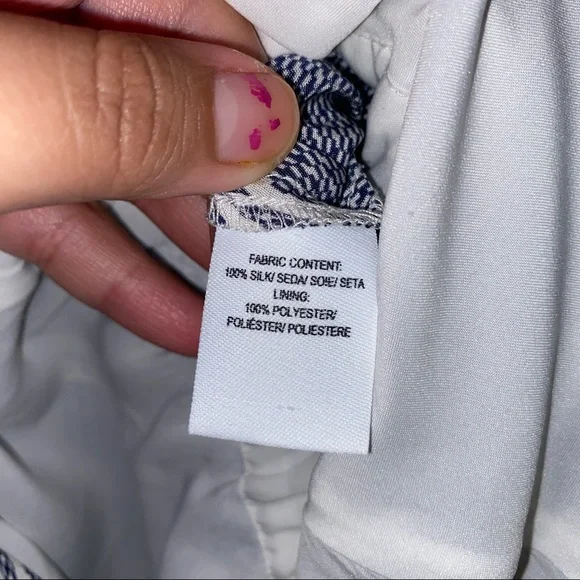 FABRIC CONTENT:
100% SILK/ SEDA/ SOIE/ SETA
LINING:
100% POLYESTER/
POLIÉSTER/ POLIESTERE